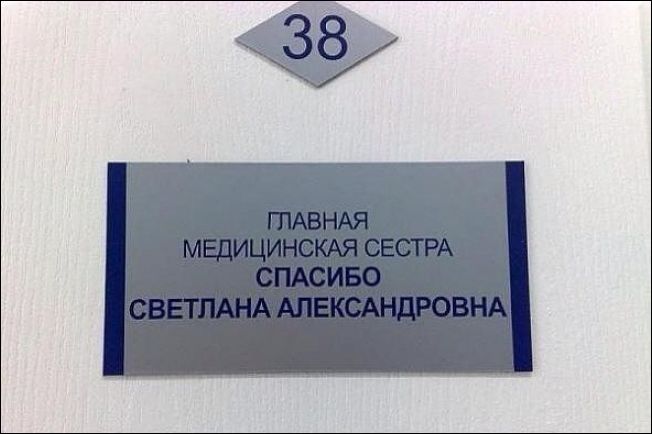 38
ГЛАВНАЯ
МЕДИЦИНСКАЯ СЕСТРА
СПАСИБО
СВЕТЛАНА АЛЕКСАНДРОВНА